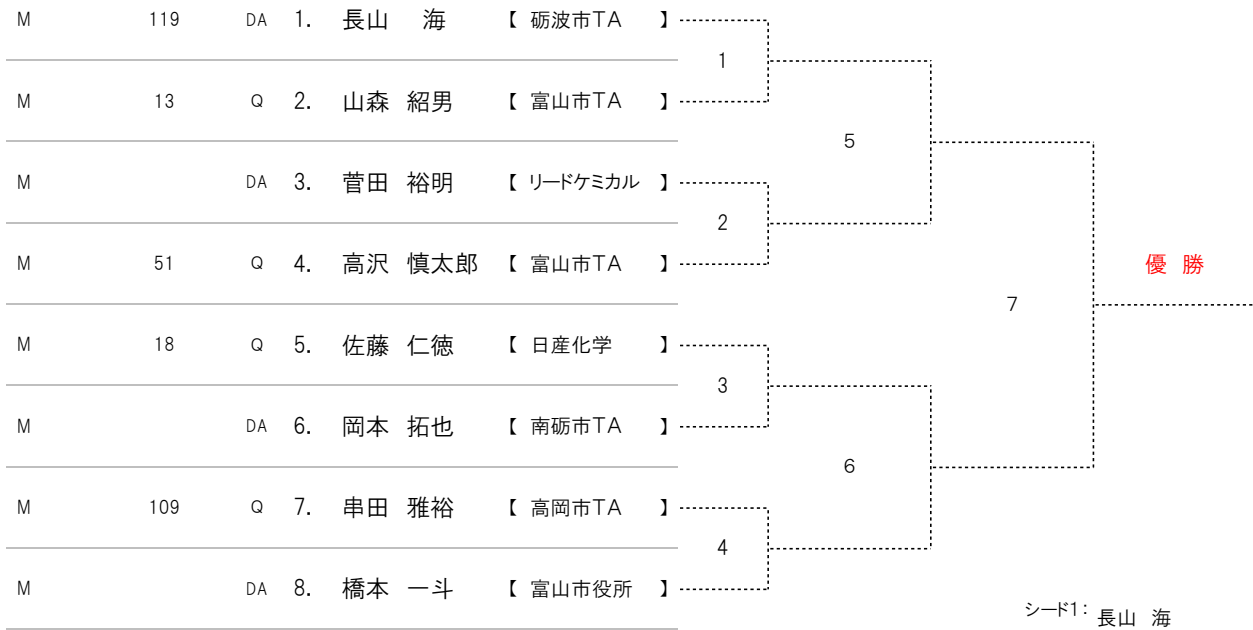 M 119 DA 1. 長山 海 【 砺波市TA 】
1
M 13 Q 2. 山森 紹男 【 富山市TA 】
5
M DA 3. 菅田 裕明 【 リードケミカル 】
2
M 51 Q 4. 高沢 慎太郎 【 富山市TA 】
優 勝
7
M 18 Q 5. 佐藤 仁徳 【 日産化学 】
3
M DA 6. 岡本 拓也 【 南砺市TA 】
6
M 109 Q 7. 串田 雅裕 【 高岡市TA 】
4
M DA 8. 橋本 一斗 【 富山市役所 】
シード1: 長山 海